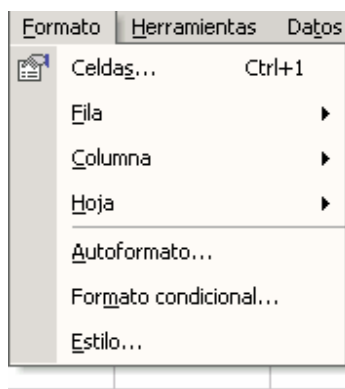 Formato Herramientas Datos
Celdas... Ctrl+1
Fila
Columna
Hoja
Autoformato...
Formato condicional...
Estilo...